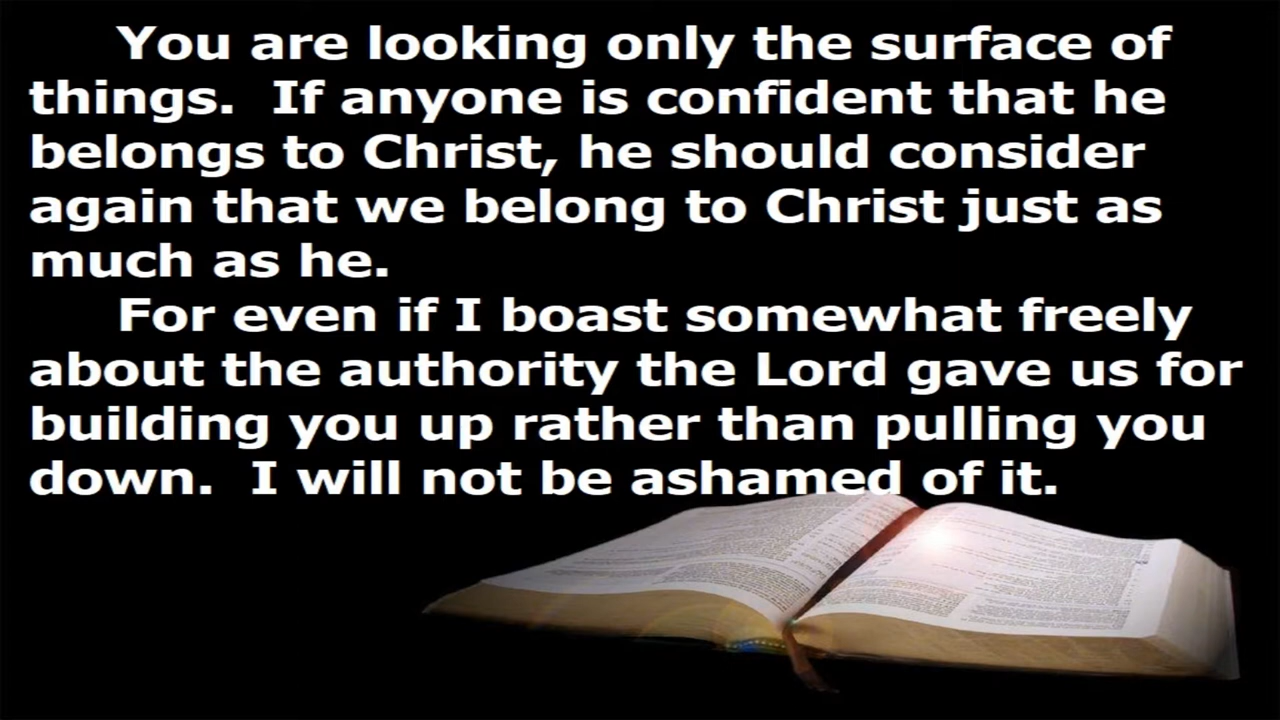 You are looking only the surface of
things.  If anyone is confident that he
belongs to Christ, he should consider
again that we belong to Christ just as
much as he.
For even if I boast somewhat freely
about the authority the Lord gave us for
building you up rather than pulling you
down.  I will not be ashamed of it.